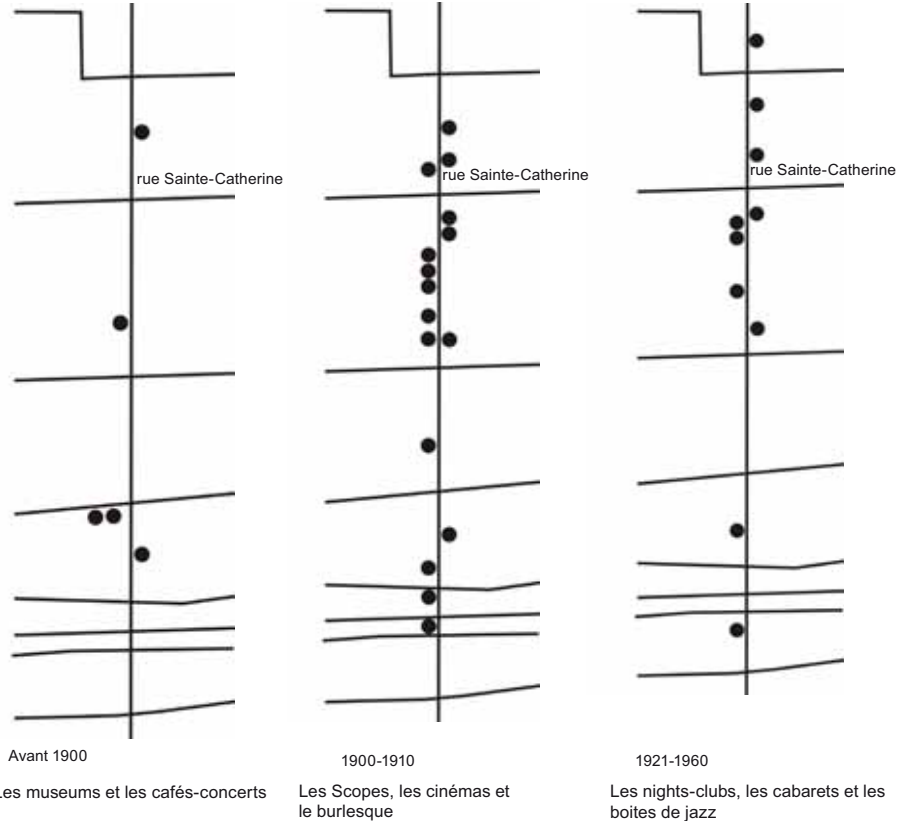 rue Sainte-Catherine
rue Sainte-Catherine
rue Sainte-Catherine
Avant 1900
Les museums et les cafés-concerts
1900-1910
Les Scopes, les cinémas et
le burlesque
1921-1960
Les nights-clubs, les cabarets et les
boites de jazz